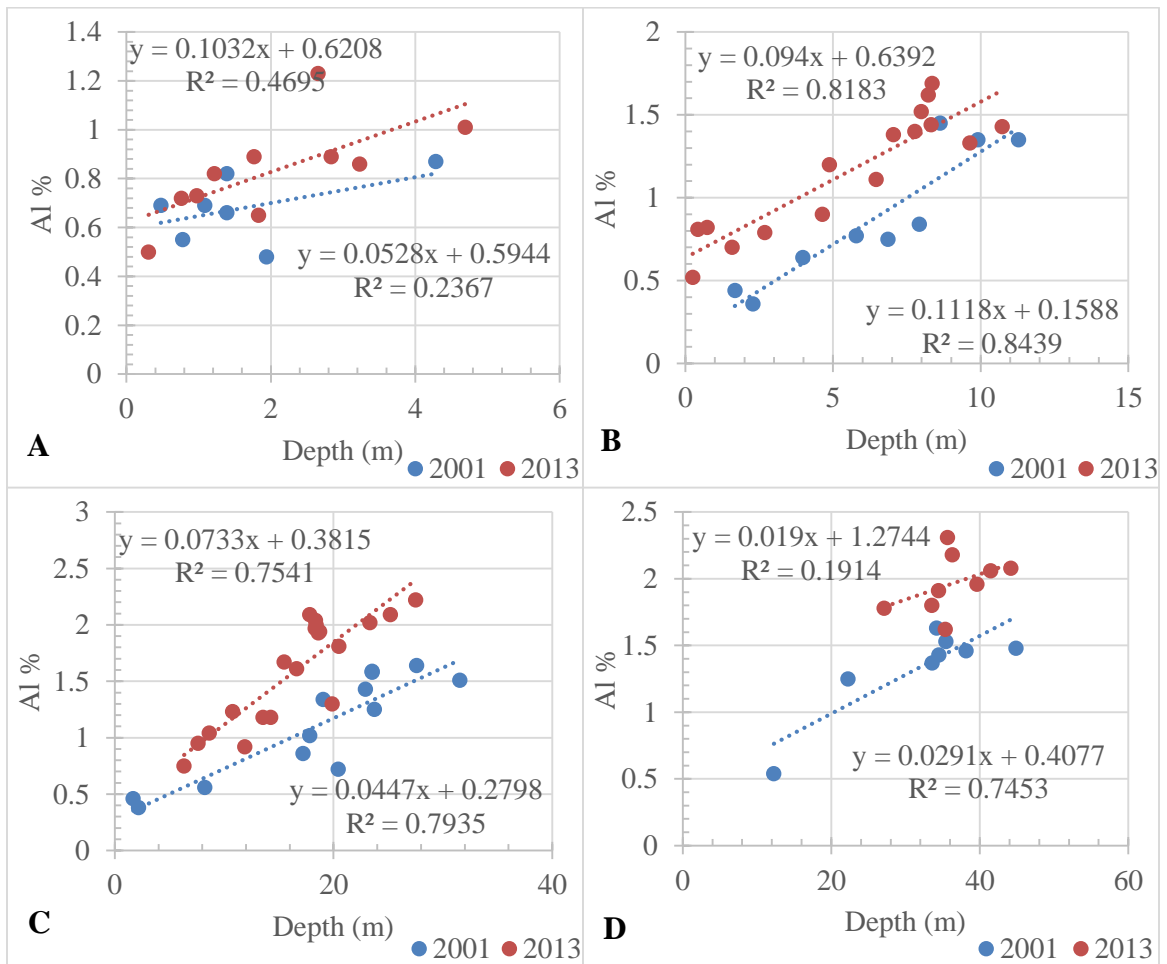 y = 0.1032x + 0.6208
R² = 0.4695
y = 0.0528x + 0.5944
R² = 0.2367
1.4
1.2
1
0.8
0.6
0.4
0.2
0
0 2 4 6
Al %
Depth (m)
A
2001 2013
y = 0.094x + 0.6392
R² = 0.8183
y = 0.1118x + 0.1588
R² = 0.8439
2
1.5
1
0.5
0
0 5 10 15
Al %
Depth (m)
B
2001 2013
y = 0.0733x + 0.3815
R² = 0.7541
y = 0.0447x + 0.2798
R² = 0.7935
3
2.5
2
1.5
1
0.5
0
0 20 40
Al %
Depth (m)
C
2001 2013
y = 0.019x + 1.2744
R² = 0.1914
y = 0.0291x + 0.4077
R² = 0.7453
2.5
2
1.5
1
0.5
0
0 20 40 60
Al %
Depth (m)
D
2001 2013